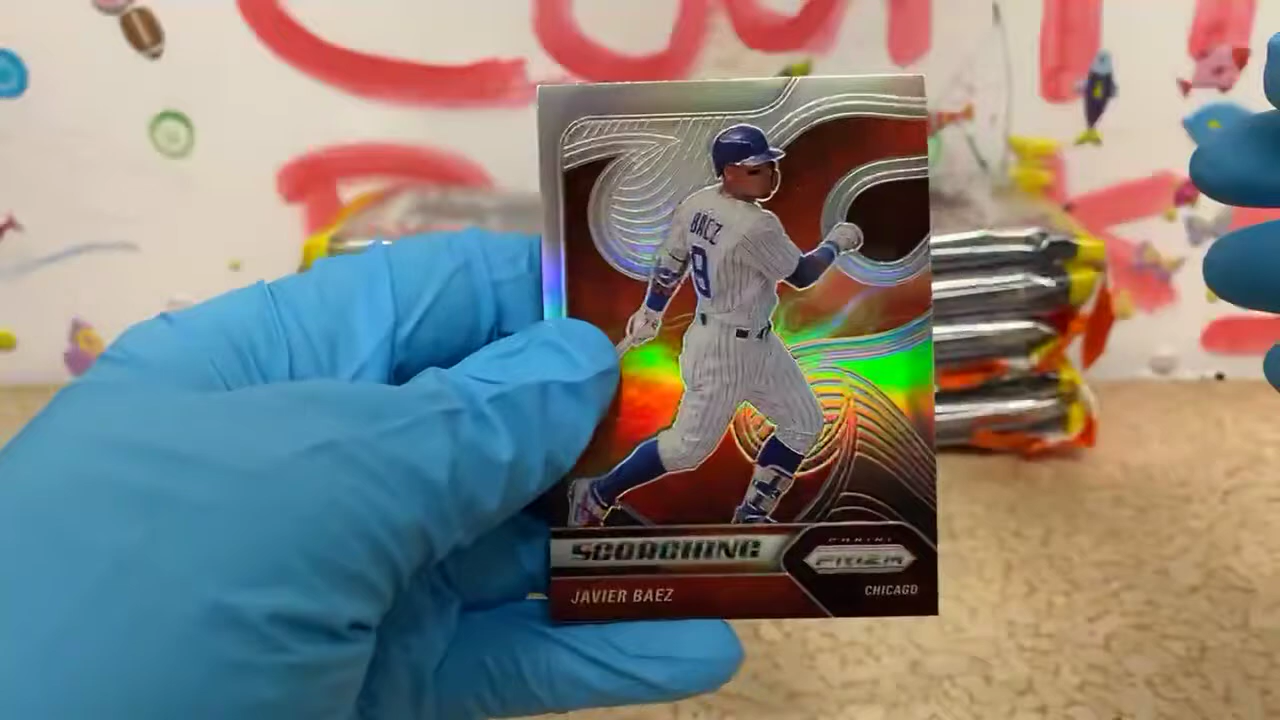 BAEZ
8
SCORCHING
PANINI
PRIZM
JAVIER BAEZ
CHICAGO